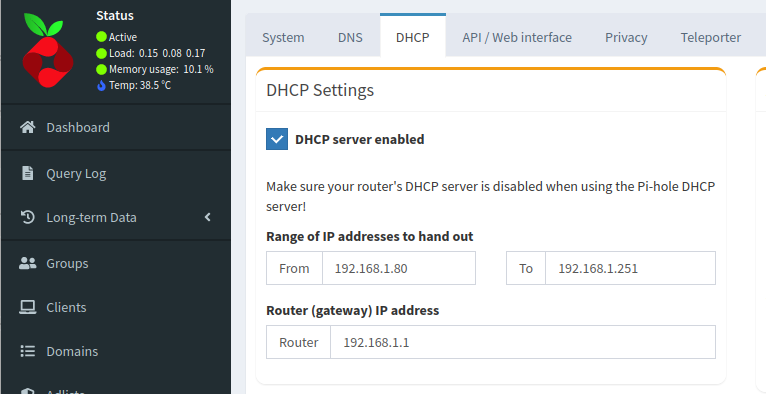 Status
Active
Load: 0.15 0.08 0.17
Memory usage: 10.1 %
Temp: 38.5 °C
Dashboard
Query Log
Long-term Data
Groups
Clients
Domains
Adlists
System DNS DHCP API / Web interface Privacy Teleporter
DHCP Settings
DHCP server enabled
Make sure your router's DHCP server is disabled when using the Pi-hole DHCP
server!
Range of IP addresses to hand out
From 192.168.1.80 To 192.168.1.251
Router (gateway) IP address
Router 192.168.1.1